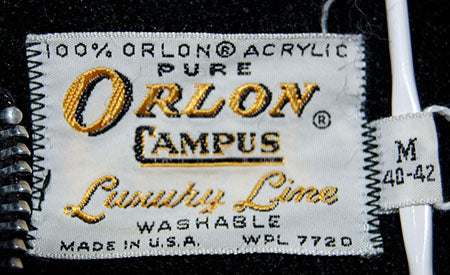 100% ORLON® ACRYLIC
PURE
ORLON®
CAMPUS
Luxury Line
WASHABLE
MADE IN U.S.A. WPL 7720
M
40-42